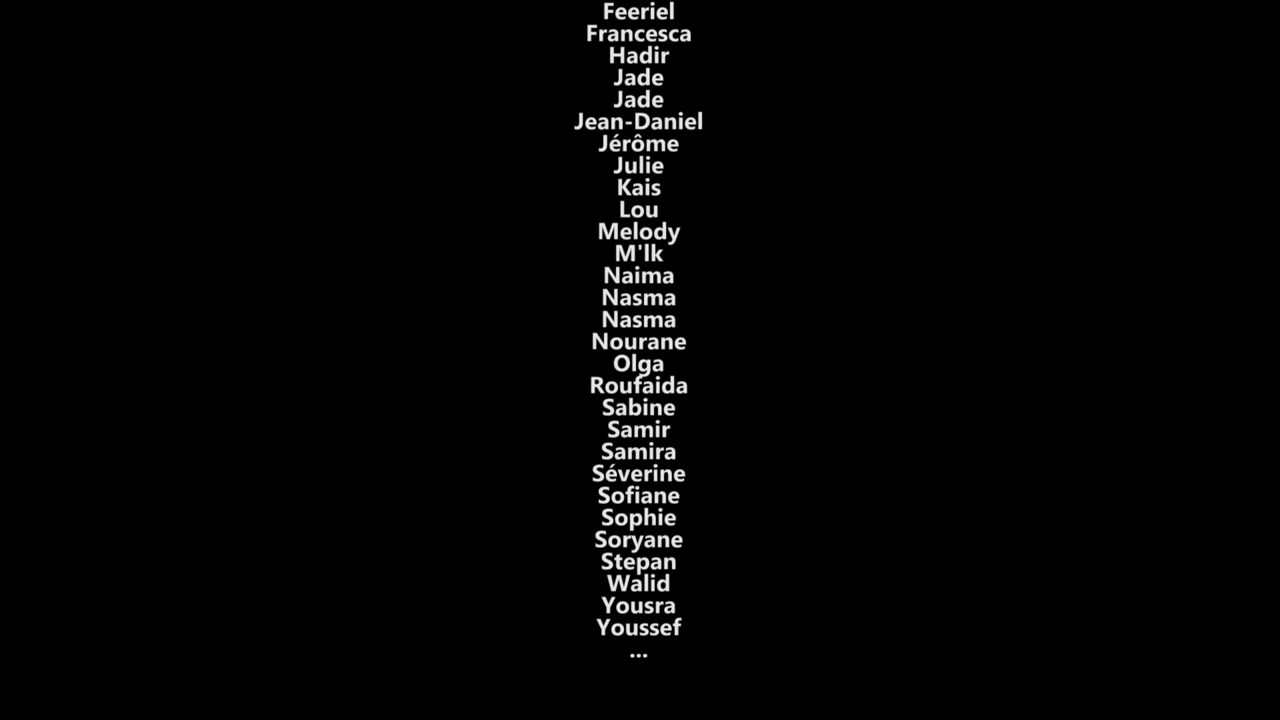 Feeriel
Francesca
Hadir
Jade
Jade
Jean-Daniel
Jérôme
Julie
Kais
Lou
Melody
M'lk
Naima
Nasma
Nasma
Nourane
Olga
Roufaida
Sabine
Samir
Samira
Séverine
Sofiane
Sophie
Soryane
Stepan
Walid
Yousra
Youssef
...